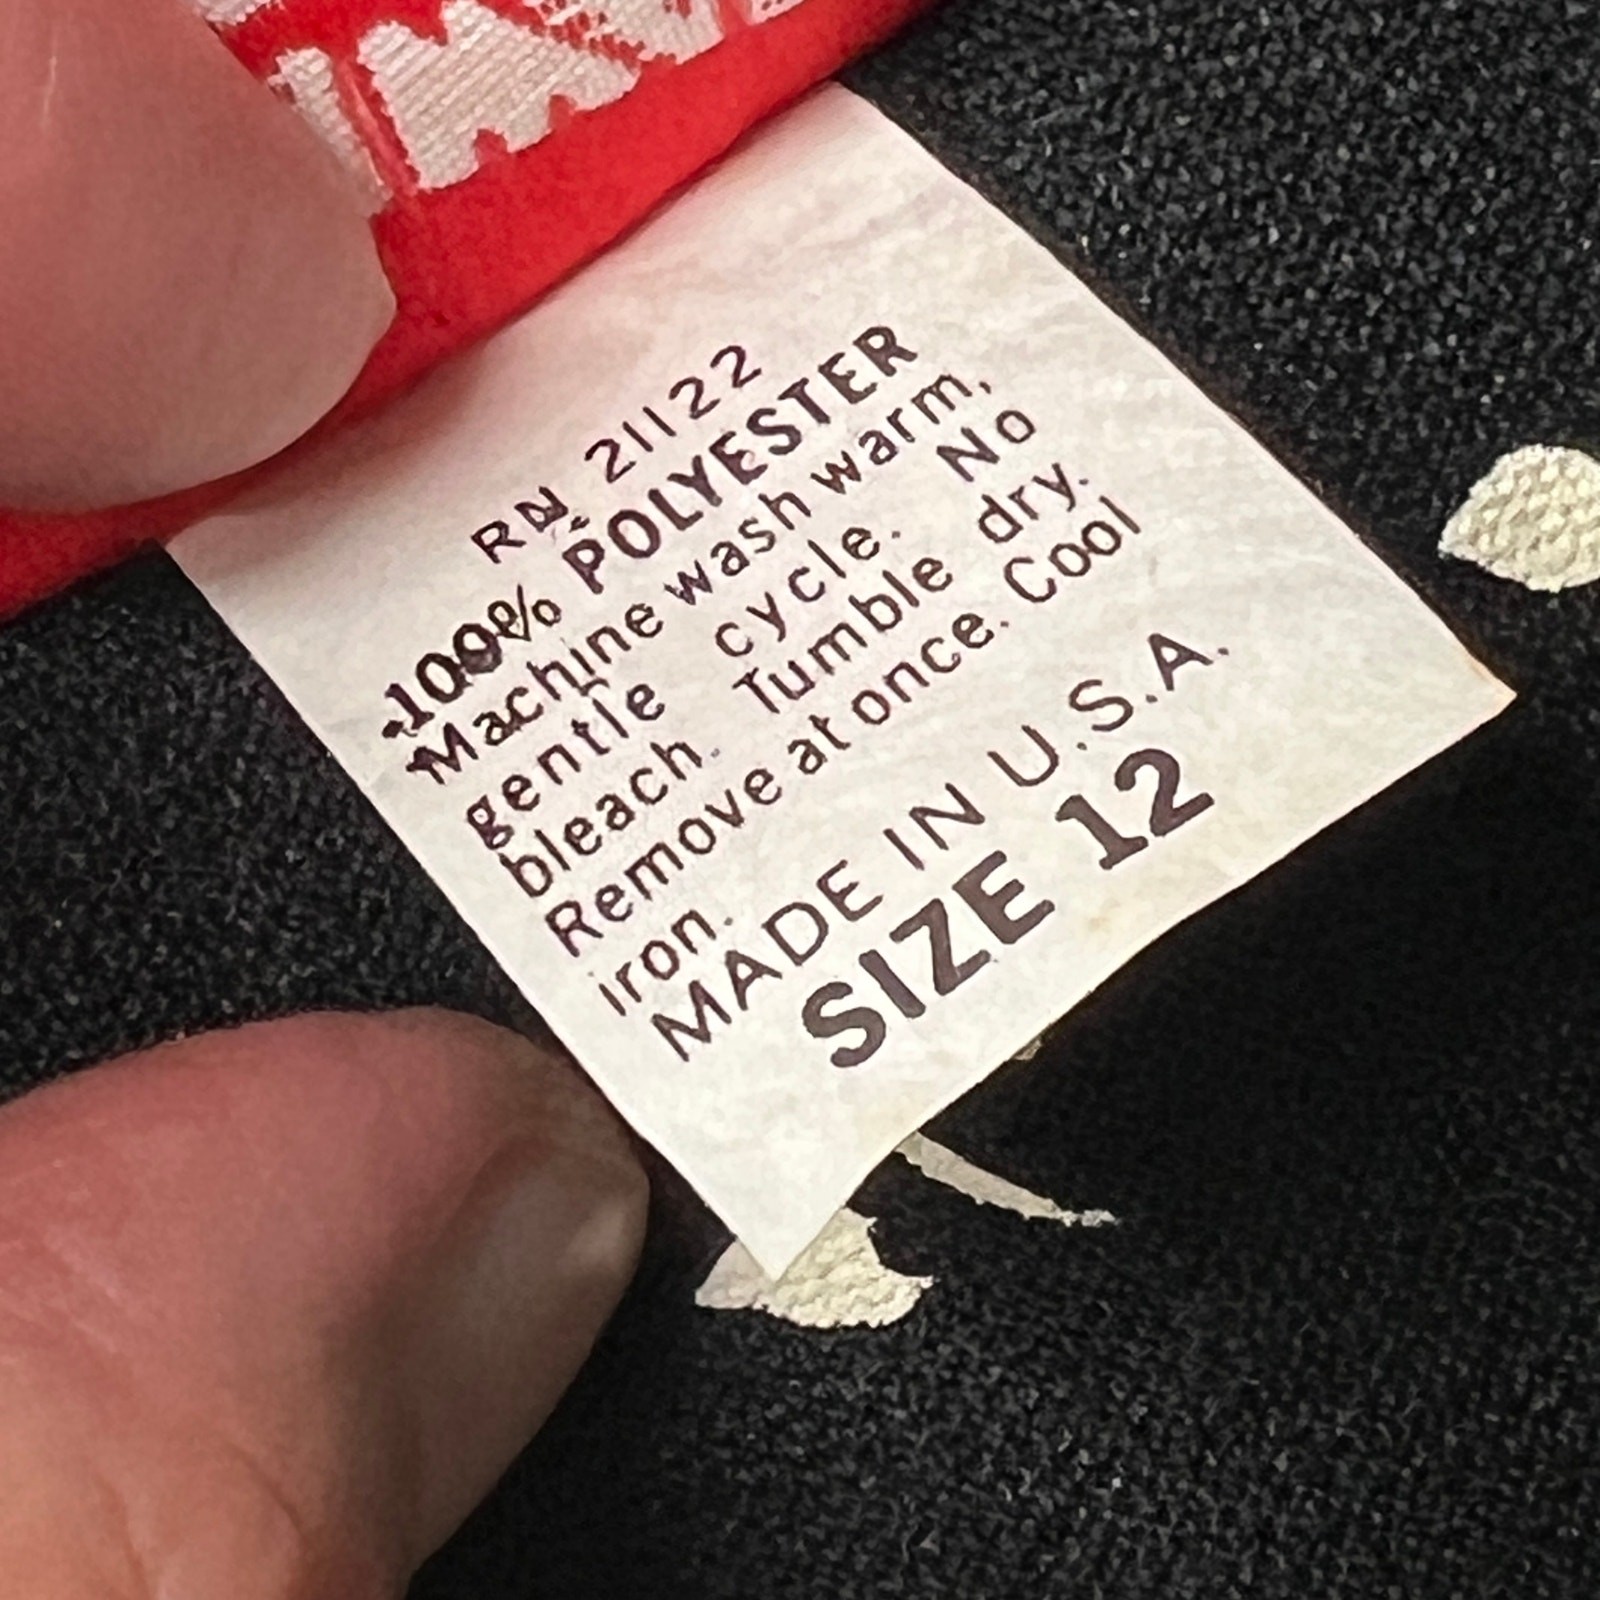 RN 21122
100% POLYESTER
Machine wash warm,
gentle cycle. No
bleach. Tumble dry.
Remove at once. Cool
iron.
MADE IN U.S.A.
SIZE 12